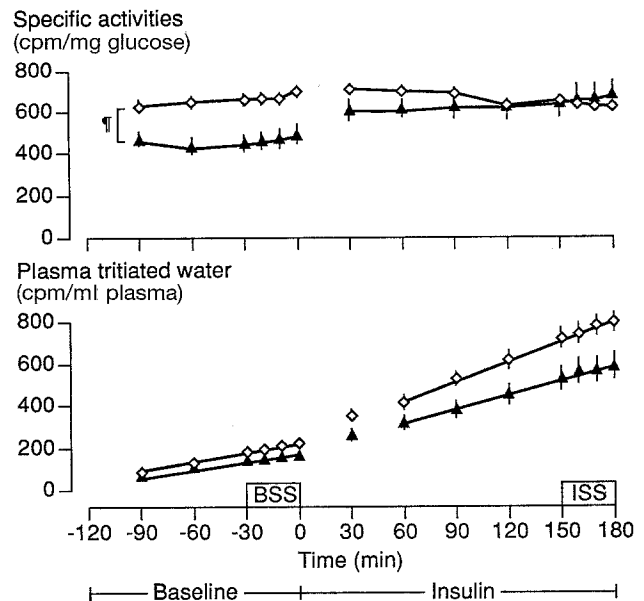 Specific activities
(cpm/mg glucose)
800
600
¶
400
200
0
Plasma tritiated water
(cpm/ml plasma)
800
600
400
200
0
BSS
ISS
-120 -90 -60 -30 0 30 60 90 120 150 180
Time (min)
Baseline
Insulin